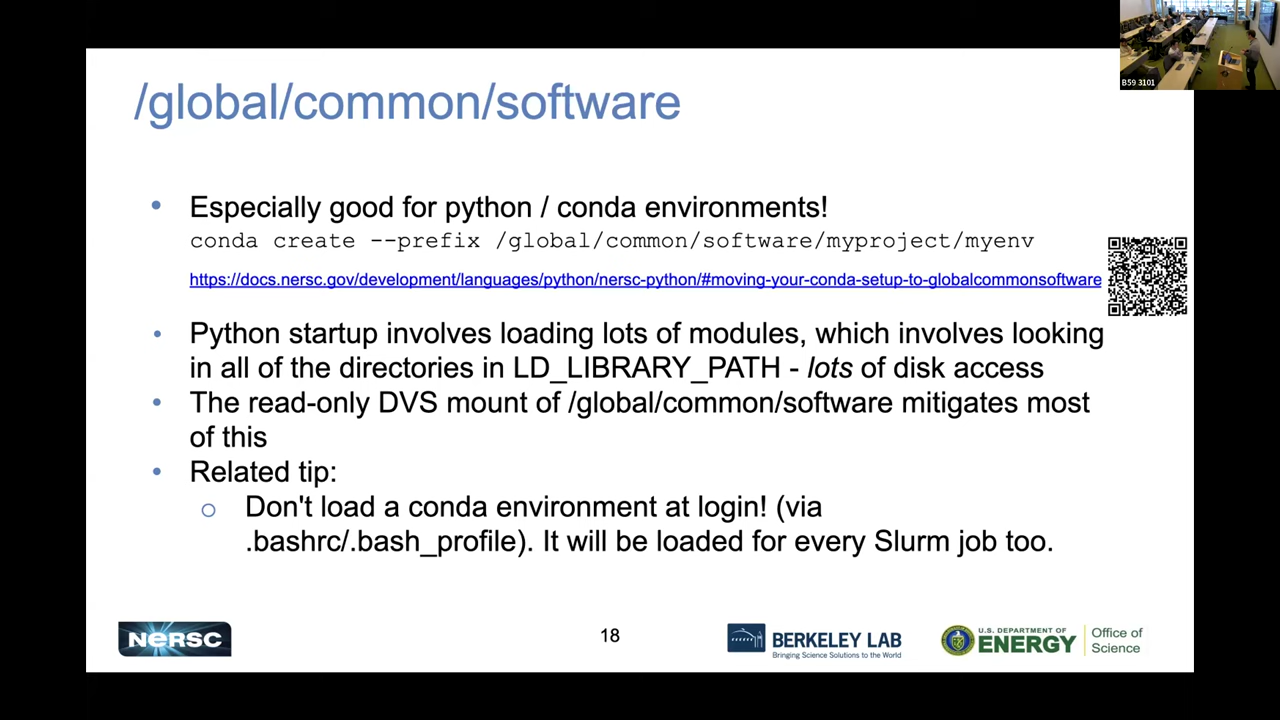 B59 3101
/global/common/software
• Especially good for python / conda environments!
conda create --prefix /global/common/software/myproject/myenv
https://docs.nersc.gov/development/languages/python/nersc-python/#moving-your-conda-setup-to-globalcommonsoftware
• Python startup involves loading lots of modules, which involves looking
in all of the directories in LD_LIBRARY_PATH - lots of disk access
• The read-only DVS mount of /global/common/software mitigates most
of this
• Related tip:
○ Don't load a conda environment at login! (via
.bashrc/.bash_profile). It will be loaded for every Slurm job too.
NERSC
18
BERKELEY LAB
Bringing Science Solutions to the World
U.S. DEPARTMENT OF
ENERGY
Office of
Science